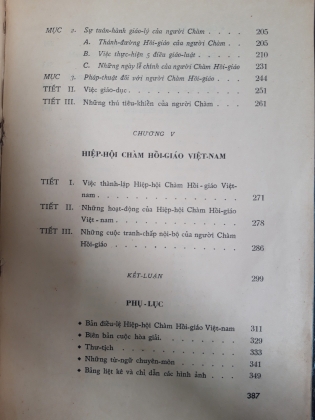 MỤC 2- Sự tuân-hành giáo-lý của người Chàm . . . . 205
A. Thánh-đường Hồi-giáo của người Chàm . . 205
B. Việc thực-hiện 5 điều giáo-luật . . . . 210
C. Những ngày lễ chính của người Chàm Hồi-giáo 231
MỤC 3- Pháp-thuật đối với người Chàm Hồi-giáo . . . . 244
TIẾT II. Việc giáo-dục . . . . . . . . . . . 251
TIẾT III. Những thú tiêu-khiển của người Chàm . . . . 261
CHƯƠNG V
HIỆP-HỘI CHÀM HỒI-GIÁO VIỆT-NAM
TIẾT I. Việc thành-lập Hiệp-hội Chàm Hồi-giáo Việt-
nam . . . . . . . . . . . . . 271
TIẾT II. Những hoạt-động của Hiệp-hội Chàm Hồi-giáo
Việt-nam . . . . . . . . . . . . 278
TIẾT III. Những cuộc tranh-chấp nội-bộ của người Chàm
Hồi-giáo . . . . . . . . . . . . 286
KẾT-LUẬN 299
PHỤ-LỤC
• Bản điều-lệ Hiệp-hội Chàm Hồi-giáo Việt-nam 311
• Biên bản cuộc hòa giải. . . . . . . . . 329
• Thư-tịch . . . . . . . . . . . . 333
• Những từ-ngữ chuyên-môn . . . . . . . 341
• Bảng liệt kê và chỉ dẫn các hình ảnh . . . . 349
387